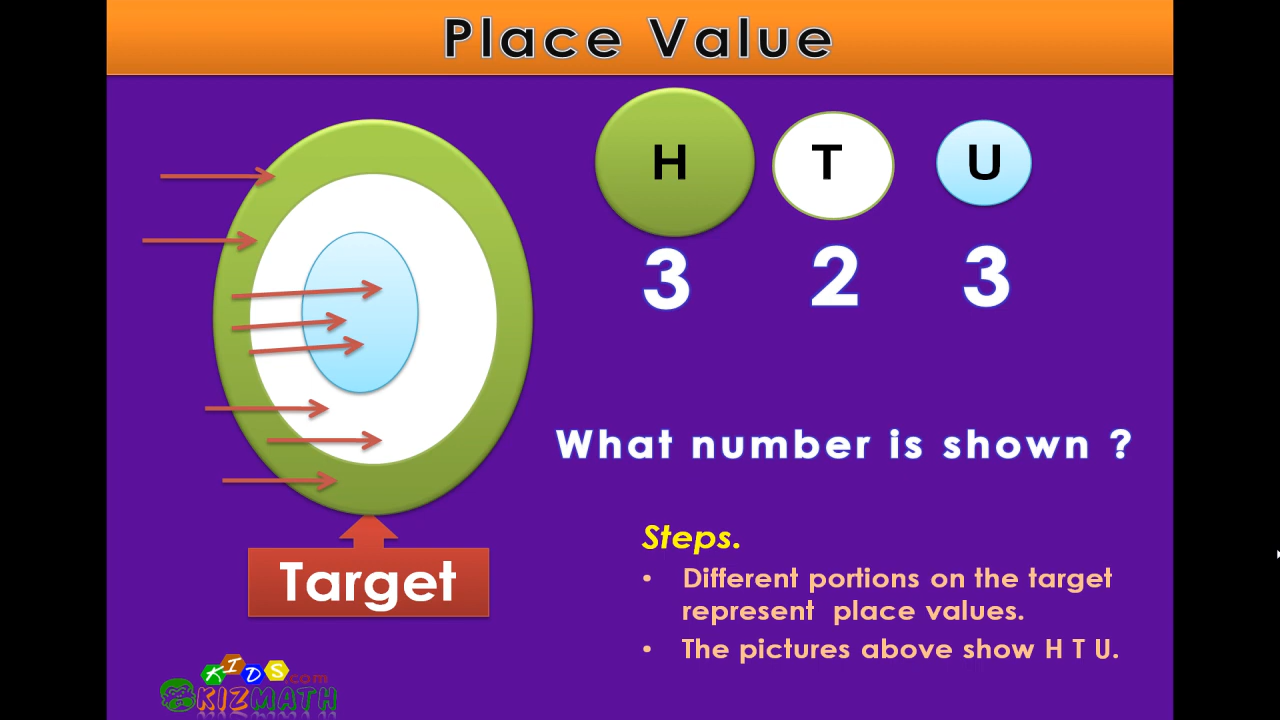 Place Value
H T U
3 2 3
What number is shown ?
Target
Steps.
• Different portions on the target
represent place values.
• The pictures above show H T U.
KIDS.com
KIZMATH